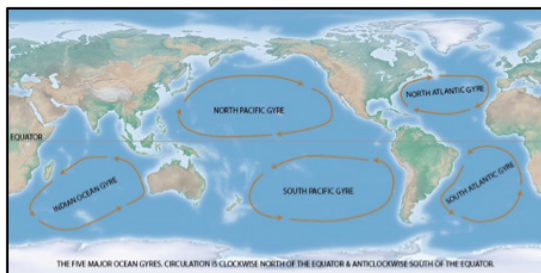 NORTH ATLANTIC GYRE
NORTH PACIFIC GYRE
EQUATOR
INDIAN OCEAN GYRE
SOUTH PACIFIC GYRE
SOUTH ATLANTIC GYRE
THE FIVE MAJOR OCEAN GYRES. CIRCULATION IS CLOCKWISE NORTH OF THE EQUATOR & ANTICLOCKWISE SOUTH OF THE EQUATOR.